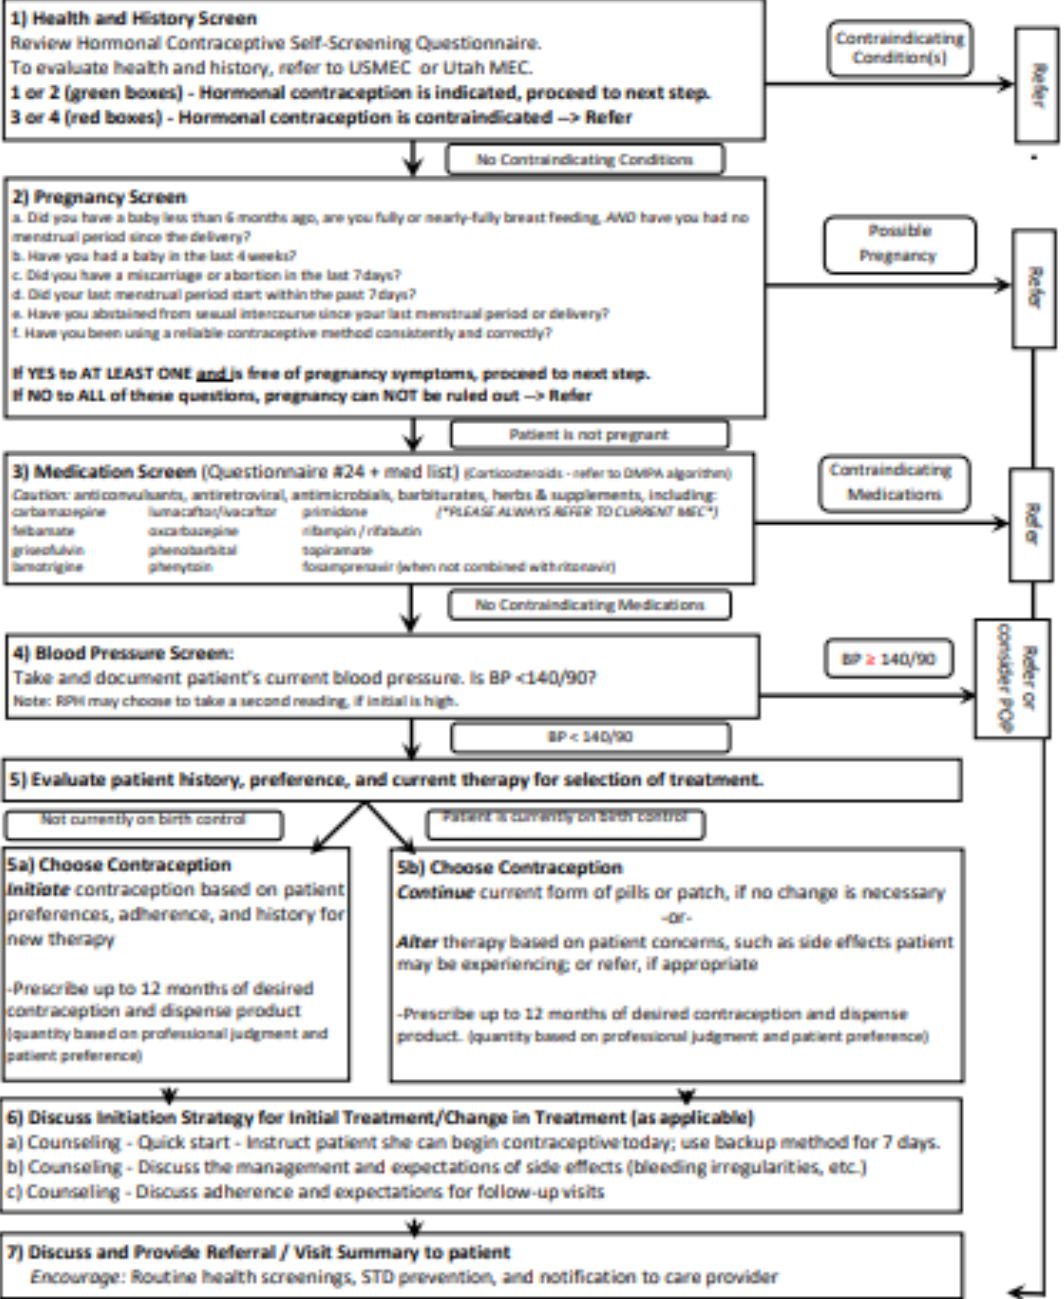 1) Health and History Screen
Review Hormonal Contraceptive Self-Screening Questionnaire.
To evaluate health and history, refer to USMEC or Utah MEC.
1 or 2 (green boxes) - Hormonal contraception is indicated, proceed to next step.
3 or 4 (red boxes) - Hormonal contraception is contraindicated --> Refer
Contraindicating
Condition(s)
Refer
No Contraindicating Conditions
2) Pregnancy Screen
a. Did you have a baby less than 6 months ago, are you fully or nearly-fully breast feeding, AND have you had no
menstrual period since the delivery?
b. Have you had a baby in the last 4 weeks?
c. Did you have a miscarriage or abortion in the last 7 days?
d. Did your last menstrual period start within the past 7 days?
e. Have you abstained from sexual intercourse since your last menstrual period or delivery?
f. Have you been using a reliable contraceptive method consistently and correctly?
If YES to AT LEAST ONE and is free of pregnancy symptoms, proceed to next step.
If NO to ALL of these questions, pregnancy can NOT be ruled out --> Refer
Possible
Pregnancy
Refer
Patient is not pregnant
3) Medication Screen (Questionnaire #24 + med list) (Corticosteroids - refer to DMPA algorithm)
Caution: anticonvulsants, antiretroviral, antimicrobials, barbiturates, herbs & supplements, including:
carbamazepine lumacaftor/ivacaftor primidone (*PLEASE ALWAYS REFER TO CURRENT MEC*)
felbamate oxcarbazepine rifampin / rifabutin
griseofulvin phenobarbital topiramate
lamotrigine phenytoin fosamprenavir (when not combined with ritonavir)
Contraindicating
Medications
Refer
No Contraindicating Medications
4) Blood Pressure Screen:
Take and document patient's current blood pressure. Is BP <140/90?
Note: RPH may choose to take a second reading, if initial is high.
BP ≥ 140/90
Refer or
consider POP
BP < 140/90
5) Evaluate patient history, preference, and current therapy for selection of treatment.
Not currently on birth control
Patient is currently on birth control
5a) Choose Contraception
Initiate contraception based on patient
preferences, adherence, and history for
new therapy
-Prescribe up to 12 months of desired
contraception and dispense product
(quantity based on professional judgment and
patient preference)
5b) Choose Contraception
Continue current form of pills or patch, if no change is necessary
-or-
Alter therapy based on patient concerns, such as side effects patient
may be experiencing; or refer, if appropriate
-Prescribe up to 12 months of desired contraception and dispense
product. (quantity based on professional judgment and patient preference)
6) Discuss Initiation Strategy for Initial Treatment/Change in Treatment (as applicable)
a) Counseling - Quick start - Instruct patient she can begin contraceptive today; use backup method for 7 days.
b) Counseling - Discuss the management and expectations of side effects (bleeding irregularities, etc.)
c) Counseling - Discuss adherence and expectations for follow-up visits
7) Discuss and Provide Referral / Visit Summary to patient
Encourage: Routine health screenings, STD prevention, and notification to care provider